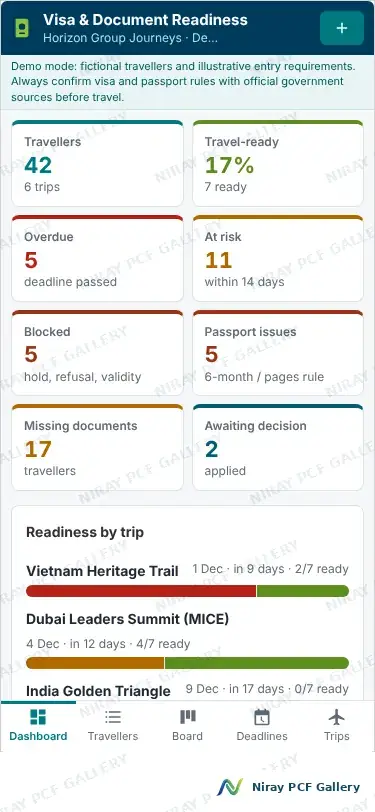 Visa & Document Readiness
Horizon Group Journeys · De...
+
Demo mode: fictional travellers and illustrative entry requirements.
Always confirm visa and passport rules with official government
sources before travel.
Travellers
42
6 trips
Travel-ready
17%
7 ready
Overdue
5
deadline passed
At risk
11
within 14 days
Blocked
5
hold, refusal, validity
Passport issues
5
6-month / pages rule
Missing documents
17
travellers
Awaiting decision
2
applied
Readiness by trip
Vietnam Heritage Trail 1 Dec · in 9 days · 2/7 ready
Dubai Leaders Summit (MICE)
4 Dec · in 12 days · 4/7 ready
India Golden Triangle 9 Dec · in 17 days · 0/7 ready
Dashboard Travellers Board Deadlines Trips
Niray PCF Gallery
NIRAY PCF GALLERY